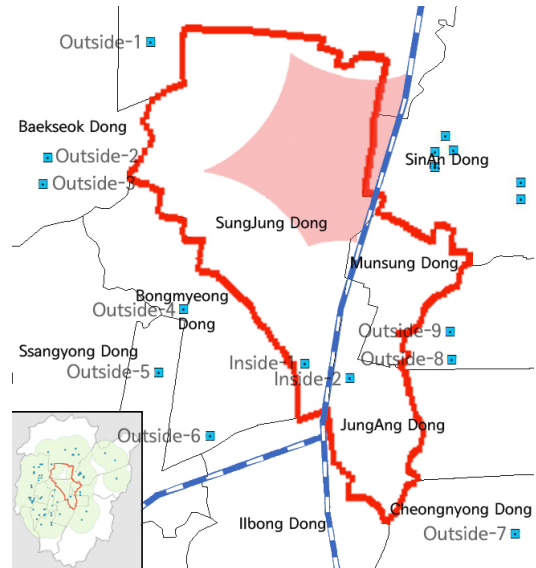 Outside-1
Baekseok Dong
Outside-2
SinAn Dong
Outside-3
SungJung Dong
Munsung Dong
Bongmyeong
Dong
Outside-4
Outside-9
Ssangyong Dong
Outside-8
Inside-1
Outside-5
Inside-2
JungAng Dong
Outside-6
Cheongnyong Dong
Ilbong Dong
Outside-7